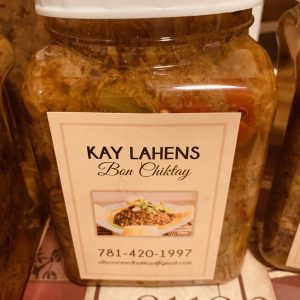 KAY LAHENS
Bon Chiktay
781-420-1997